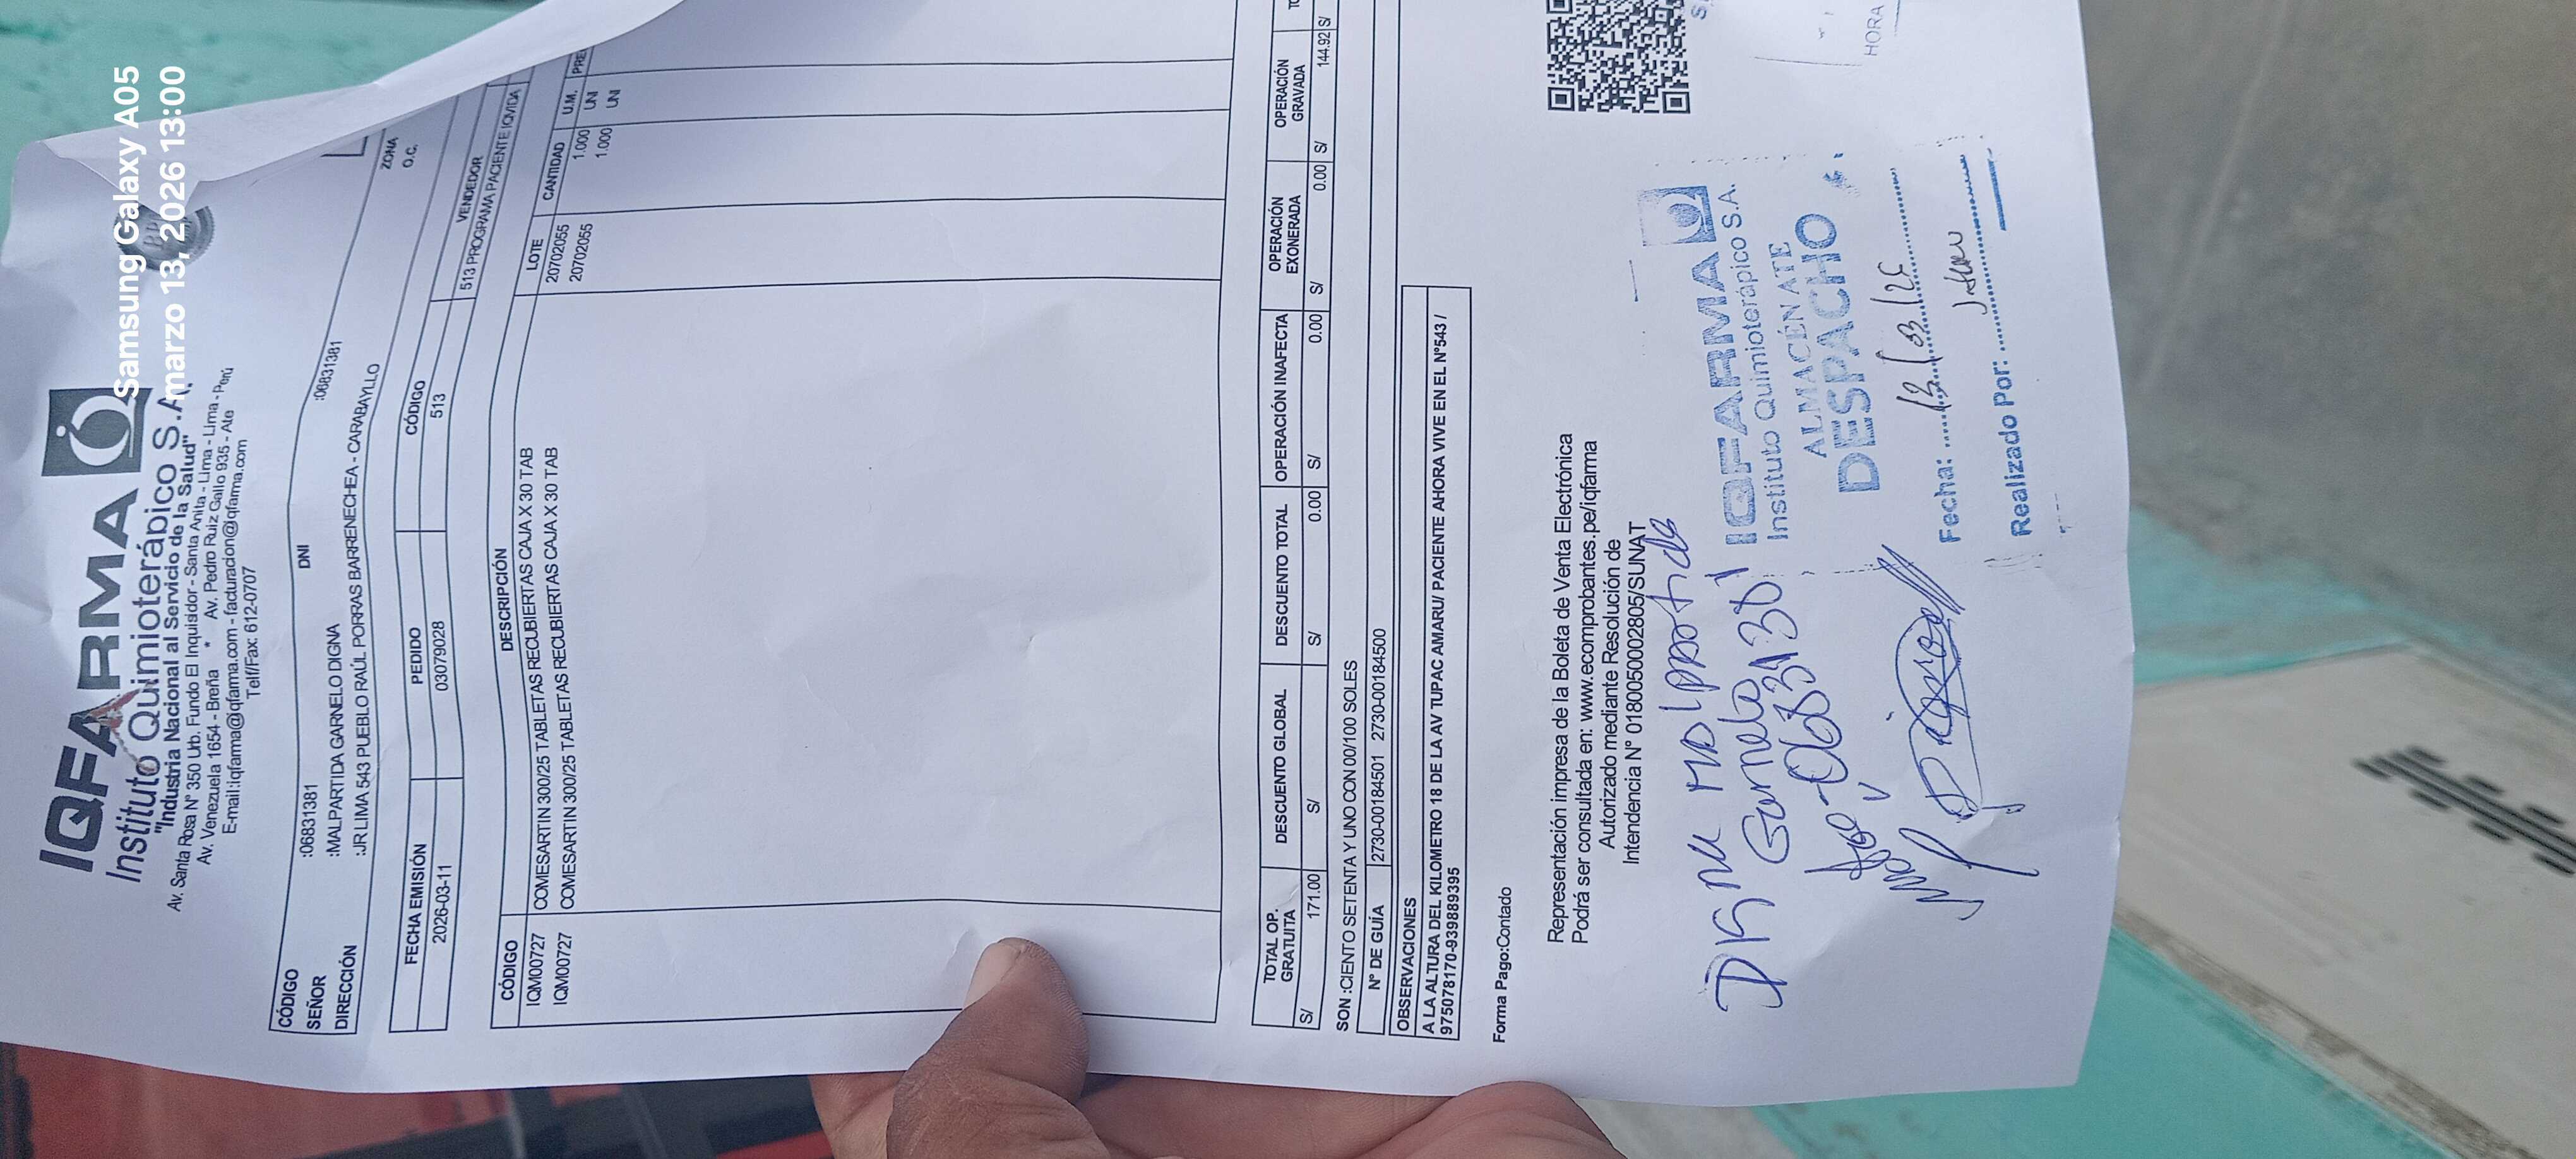 Samsung Galaxy A05
marzo 13, 2026 13:00
IQFARMA
Instituto Quimioterápico S.A.
"Industria Nacional al Servicio de la Salud"
Av. Santa Rosa N° 350 Ub. Fundo El Inquisidor - Santa Anita - Lima - Lima - Perú
Av. Venezuela 1654 - Breña * Av. Pedro Ruiz Gallo 935 - Ate
E-mail:iqfarma@qfarma.com - facturacion@qfarma.com
Telf/Fax: 612-0707
CÓDIGO :06831381 DNI :06831381
SEÑOR :MALPARTIDA GARNELO DIGNA
DIRECCIÓN :JR LIMA 543 PUEBLO RAÚL PORRAS BARRENECHEA - CARABAYLLO
ZONA
O.C.
FECHA EMISIÓN PEDIDO CÓDIGO VENDEDOR
2026-03-11 03079028 513 513 PROGRAMA PACIENTE IQVIDA
CÓDIGO DESCRIPCIÓN LOTE CANTIDAD U.M. PRE
IQM00727 COMESARTIN 300/25 TABLETAS RECUBIERTAS CAJA X 30 TAB 20702055 1.000 UNI
IQM00727 COMESARTIN 300/25 TABLETAS RECUBIERTAS CAJA X 30 TAB 20702055 1.000 UNI
TOTAL OP. GRATUITA DESCUENTO GLOBAL DESCUENTO TOTAL OPERACIÓN INAFECTA OPERACIÓN EXONERADA OPERACIÓN GRAVADA
S/ 171.00 S/ S/ 0.00 S/ 0.00 S/ 0.00 S/ 144.92 S/
SON :CIENTO SETENTA Y UNO CON 00/100 SOLES
N° DE GUÍA 2730-00184501 2730-00184500
OBSERVACIONES
A LA ALTURA DEL KILOMETRO 18 DE LA AV TUPAC AMARU/ PACIENTE AHORA VIVE EN EL N°543 /
975078170-939889395
Forma Pago:Contado
Representación impresa de la Boleta de Venta Electrónica
Podrá ser consultada en: www.ecomprobantes.pe/iqfarma
Autorizado mediante Resolución de
Intendencia N° 0180050002805/SUNAT
Digna Malpartida
Garnelo
06831381
IQFARMA
Instituto Quimioterápico S.A.
ALMACÉN ATE
DESPACHO
Fecha: 13/03/26
Realizado Por:
HORA